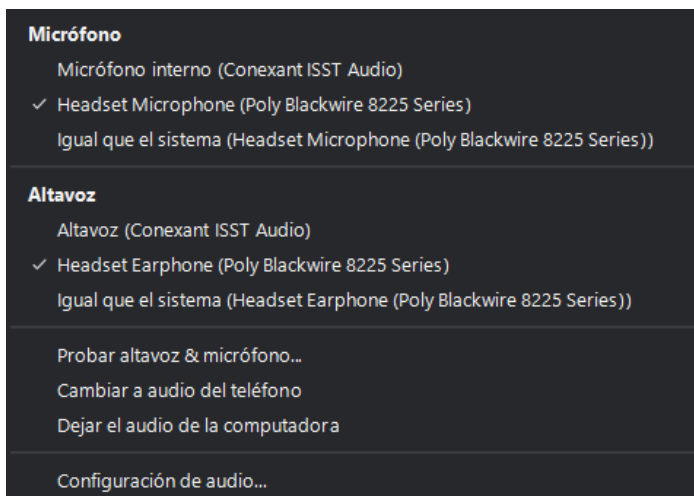 Micrófono
Micrófono interno (Conexant ISST Audio)
Headset Microphone (Poly Blackwire 8225 Series)
Igual que el sistema (Headset Microphone (Poly Blackwire 8225 Series))
Altavoz
Altavoz (Conexant ISST Audio)
Headset Earphone (Poly Blackwire 8225 Series)
Igual que el sistema (Headset Earphone (Poly Blackwire 8225 Series))
Probar altavoz & micrófono...
Cambiar a audio del teléfono
Dejar el audio de la computadora
Configuración de audio...